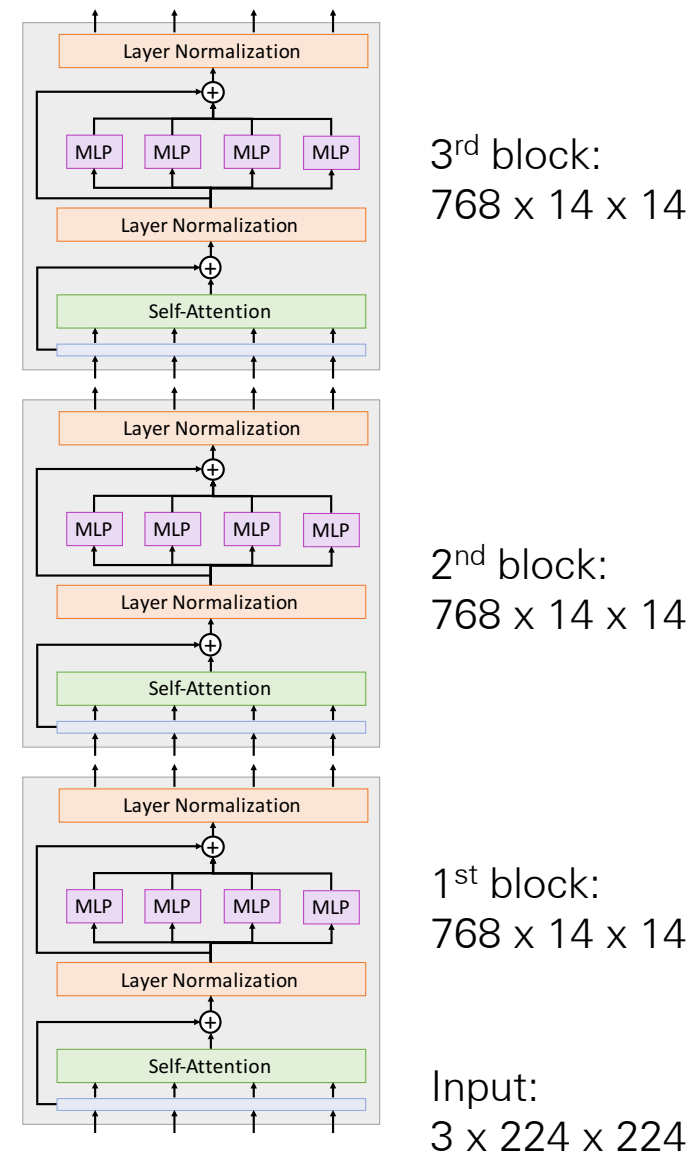 Layer Normalization
MLP MLP MLP MLP
3rd block:
768 x 14 x 14
Layer Normalization
Self-Attention
Layer Normalization
MLP MLP MLP MLP
2nd block:
768 x 14 x 14
Layer Normalization
Self-Attention
Layer Normalization
MLP MLP MLP MLP
1st block:
768 x 14 x 14
Layer Normalization
Self-Attention
Input:
3 x 224 x 224